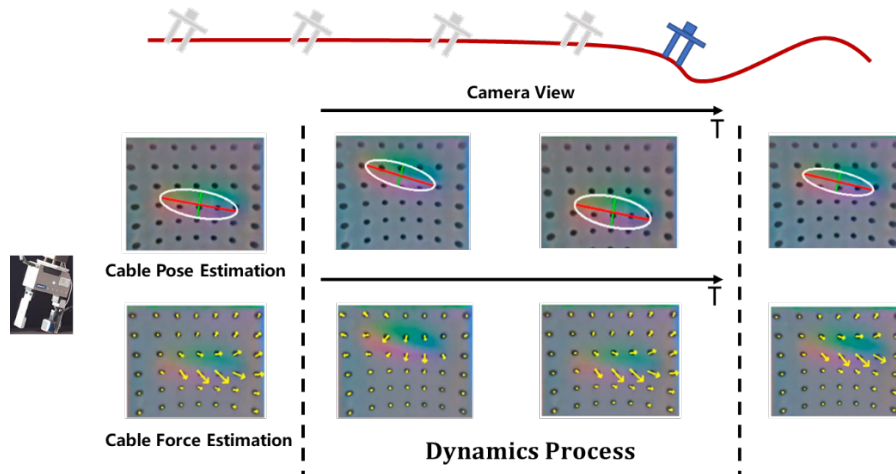 Camera View
T
Cable Pose Estimation
T
Cable Force Estimation
Dynamics Process